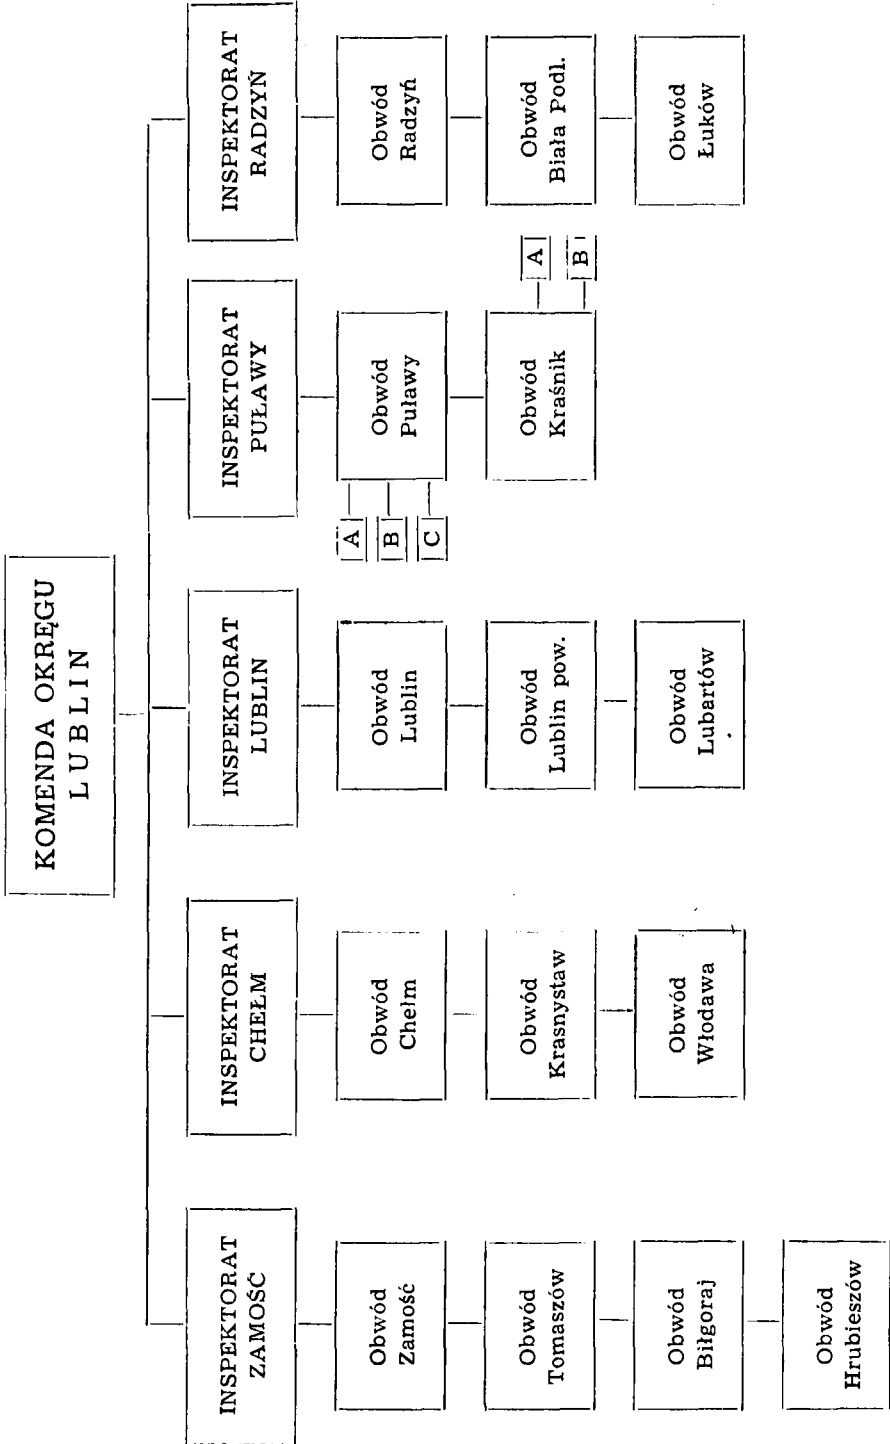 KOMENDA OKRĘGU
LUBLIN
INSPEKTORAT
ZAMOŚĆ
Obwód
Zamość
Obwód
Tomaszów
Obwód
Biłgoraj
Obwód
Hrubieszów
INSPEKTORAT
CHEŁM
Obwód
Chełm
Obwód
Krasnystaw
Obwód
Włodawa
INSPEKTORAT
LUBLIN
Obwód
Lublin
Obwód
Lublin pow.
Obwód
Lubartów
INSPEKTORAT
PUŁAWY
Obwód
Puławy
A
B
C
Obwód
Kraśnik
A
B
INSPEKTORAT
RADZYŃ
Obwód
Radzyń
Obwód
Biała Podl.
Obwód
Łuków